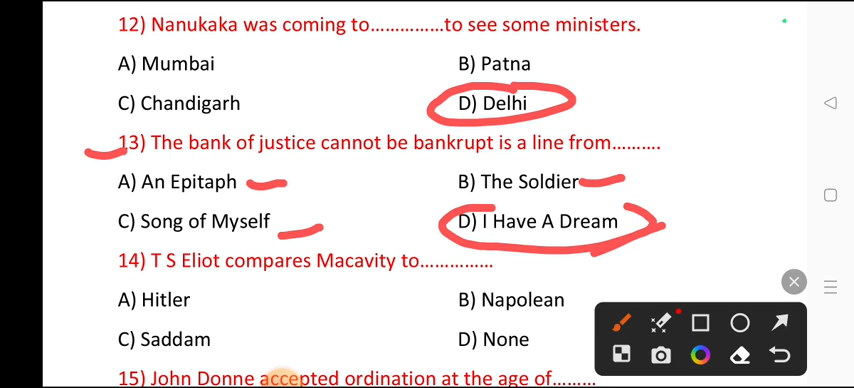 12) Nanukaka was coming to……………to see some ministers.
A) Mumbai B) Patna
C) Chandigarh D) Delhi
13) The bank of justice cannot be bankrupt is a line from……….
A) An Epitaph B) The Soldier
C) Song of Myself D) I Have A Dream
14) T S Eliot compares Macavity to……………
A) Hitler B) Napolean
C) Saddam D) None
15) John Donne accepted ordination at the age of………